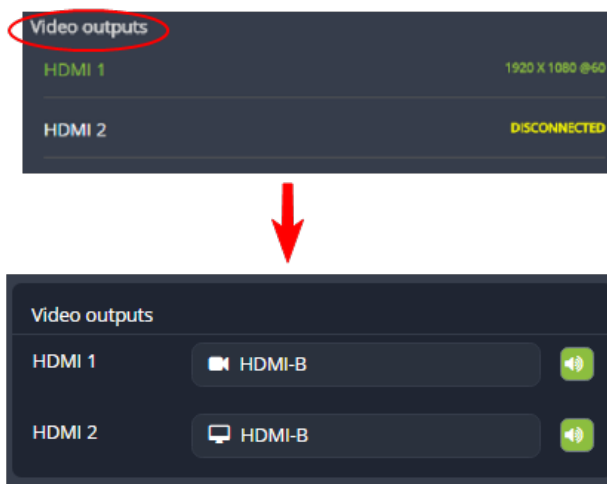 Video outputs
HDMI 1 1920 X 1080 @60
HDMI 2 DISCONNECTED
Video outputs
HDMI 1 HDMI-B
HDMI 2 HDMI-B